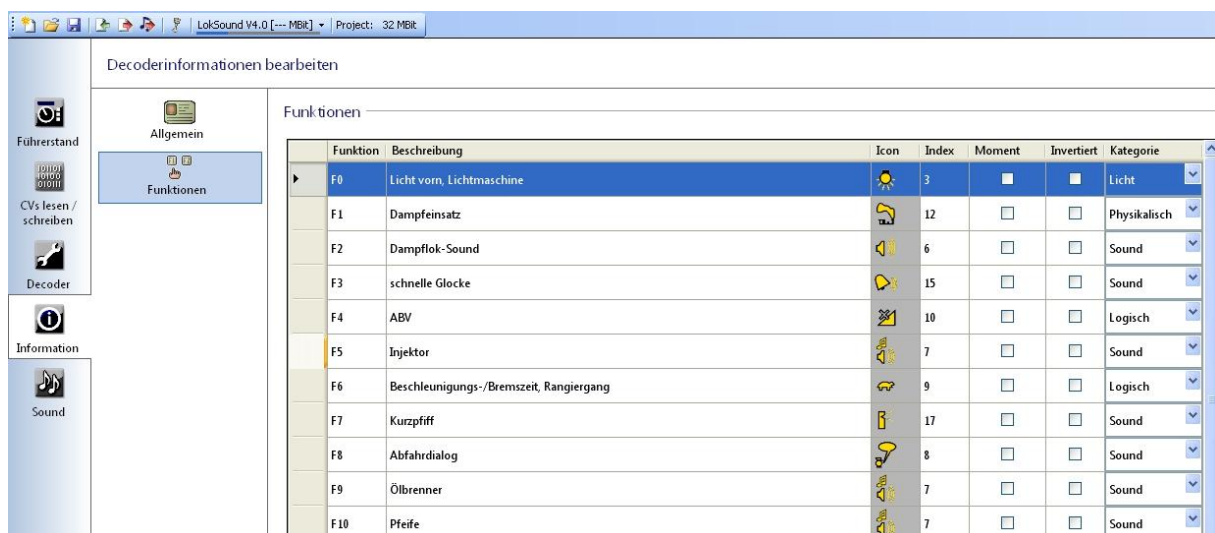 LokSound V4.0 [--- MBit] Project: 32 MBit
Decoderinformationen bearbeiten
Führerstand
CVs lesen /
schreiben
Decoder
Information
Sound
Allgemein
Funktionen
Funktionen
Funktion Beschreibung Icon Index Moment Invertiert Kategorie
F0 Licht vorn, Lichtmaschine 3 Licht
F1 Dampfeinsatz 12 Physikalisch
F2 Dampflok-Sound 6 Sound
F3 schnelle Glocke 15 Sound
F4 ABV 10 Logisch
F5 Injektor 7 Sound
F6 Beschleunigungs-/Bremszeit, Rangiergang 9 Logisch
F7 Kurzpfiff 17 Sound
F8 Abfahrdialog 8 Sound
F9 Ölbrenner 7 Sound
F10 Pfeife 7 Sound